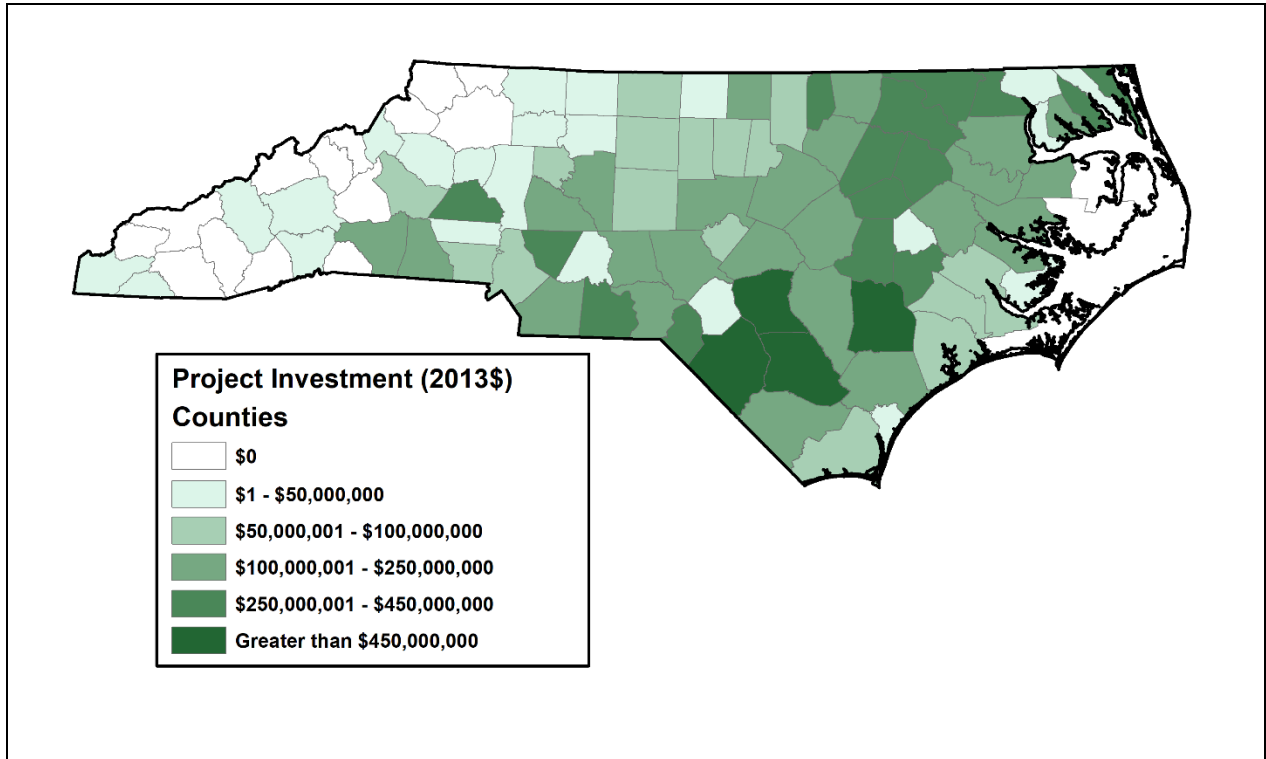 Project Investment (2013$)
Counties
$0
$1 - $50,000,000
$50,000,001 - $100,000,000
$100,000,001 - $250,000,000
$250,000,001 - $450,000,000
Greater than $450,000,000